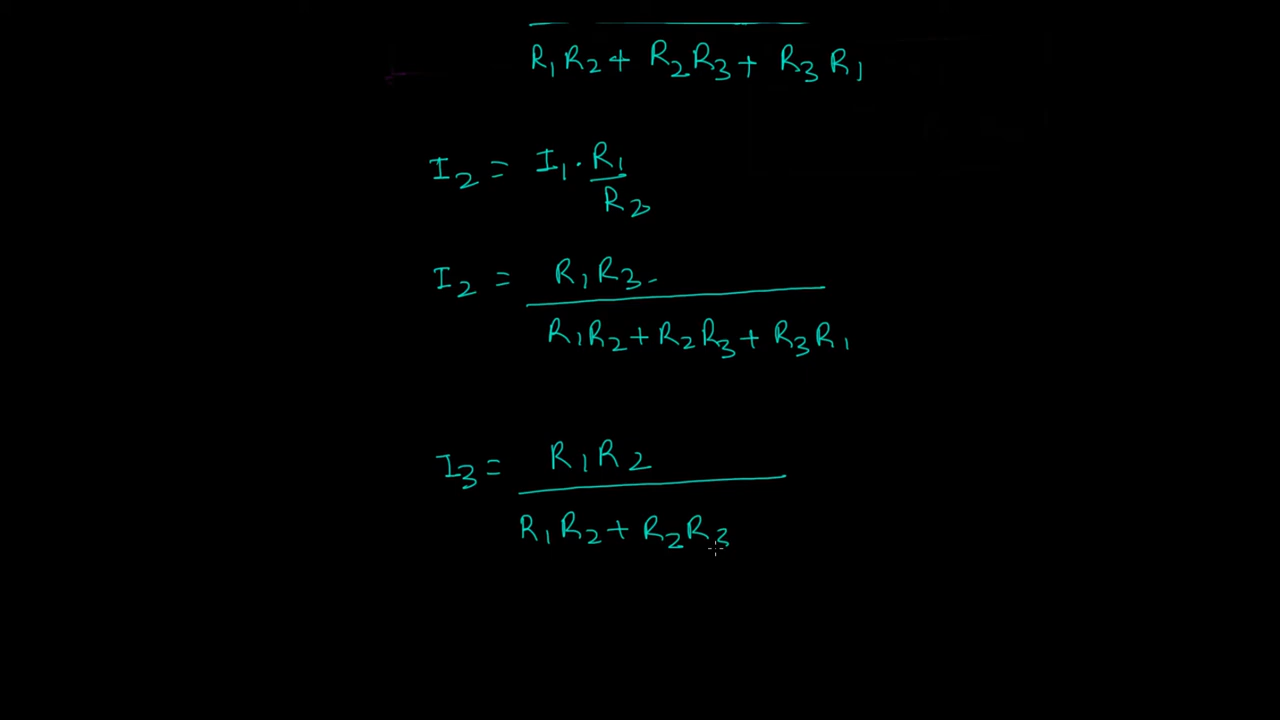 R₁R₂ + R₂R₃ + R₃R₁
I₂ = I₁ · R₁/R₂
I₂ = R₁R₃
R₁R₂ + R₂R₃ + R₃R₁
I₃ = R₁R₂
R₁R₂ + R₂R₃